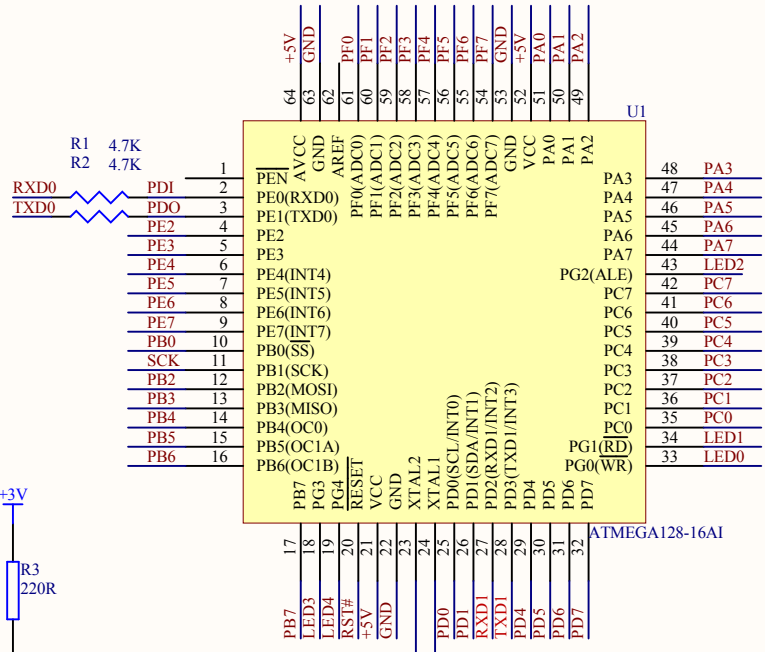 +5V GND PF0 PF1 PF2 PF3 PF4 PF5 PF6 PF7 GND +5V PA0 PA1 PA2
64 63 62 61 60 59 58 57 56 55 54 53 52 51 50 49
U1
AVCC GND AREF PF0(ADC0) PF1(ADC1) PF2(ADC2) PF3(ADC3) PF4(ADC4) PF5(ADC5) PF6(ADC6) PF7(ADC7) GND VCC PA0 PA1 PA2
R1 4.7K
R2 4.7K
1 PEN
RXD0 PDI 2 PE0(RXD0)
TXD0 PDO 3 PE1(TXD0)
PE2 4 PE2
PE3 5 PE3
PE4 6 PE4(INT4)
PE5 7 PE5(INT5)
PE6 8 PE6(INT6)
PE7 9 PE7(INT7)
PB0 10 PB0(SS)
SCK 11 PB1(SCK)
PB2 12 PB2(MOSI)
PB3 13 PB3(MISO)
PB4 14 PB4(OC0)
PB5 15 PB5(OC1A)
PB6 16 PB6(OC1B)
PA3 48 PA3
PA4 47 PA4
PA5 46 PA5
PA6 45 PA6
PA7 44 PA7
PG2(ALE) 43 LED2
PC7 42 PC7
PC6 41 PC6
PC5 40 PC5
PC4 39 PC4
PC3 38 PC3
PC2 37 PC2
PC1 36 PC1
PC0 35 PC0
PG1(RD) 34 LED1
PG0(WR) 33 LED0
PB7 PG3 PG4 RESET VCC GND XTAL2 XTAL1 PD0(SCL/INT0) PD1(SDA/INT1) PD2(RXD1/INT2) PD3(TXD1/INT3) PD4 PD5 PD6 PD7
ATMEGA128-16AI
17 18 19 20 21 22 23 24 25 26 27 28 29 30 31 32
PB7 LED3 LED4 RST# +5V GND PD0 PD1 RXD1 TXD1 PD4 PD5 PD6 PD7
+3V
R3
220R